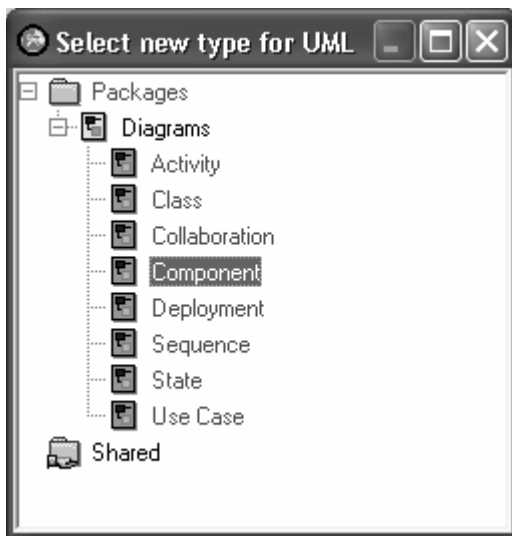 Select new type for UML
Packages
Diagrams
Activity
Class
Collaboration
Component
Deployment
Sequence
State
Use Case
Shared